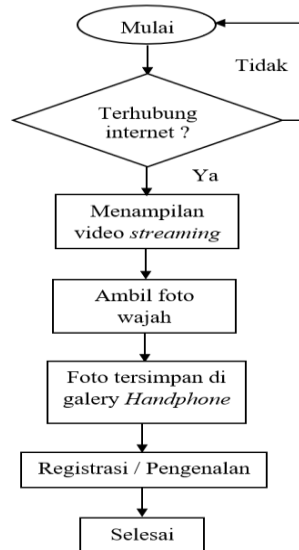 Mulai
Tidak
Terhubung
internet ?
Ya
Menampilan
video streaming
Ambil foto
wajah
Foto tersimpan di
galery Handphone
Registrasi / Pengenalan
Selesai